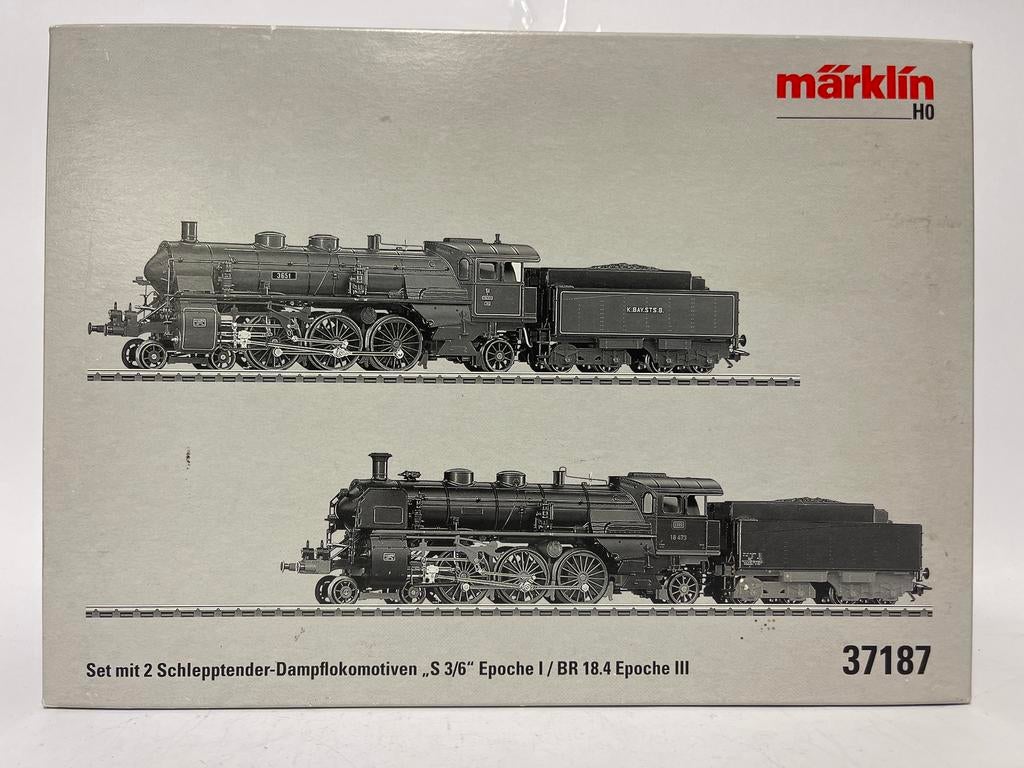 märklin
H0
3651
K.BAY.STS.B.
18 473
Set mit 2 Schlepptender-Dampflokomotiven „S 3/6“ Epoche I / BR 18.4 Epoche III
37187